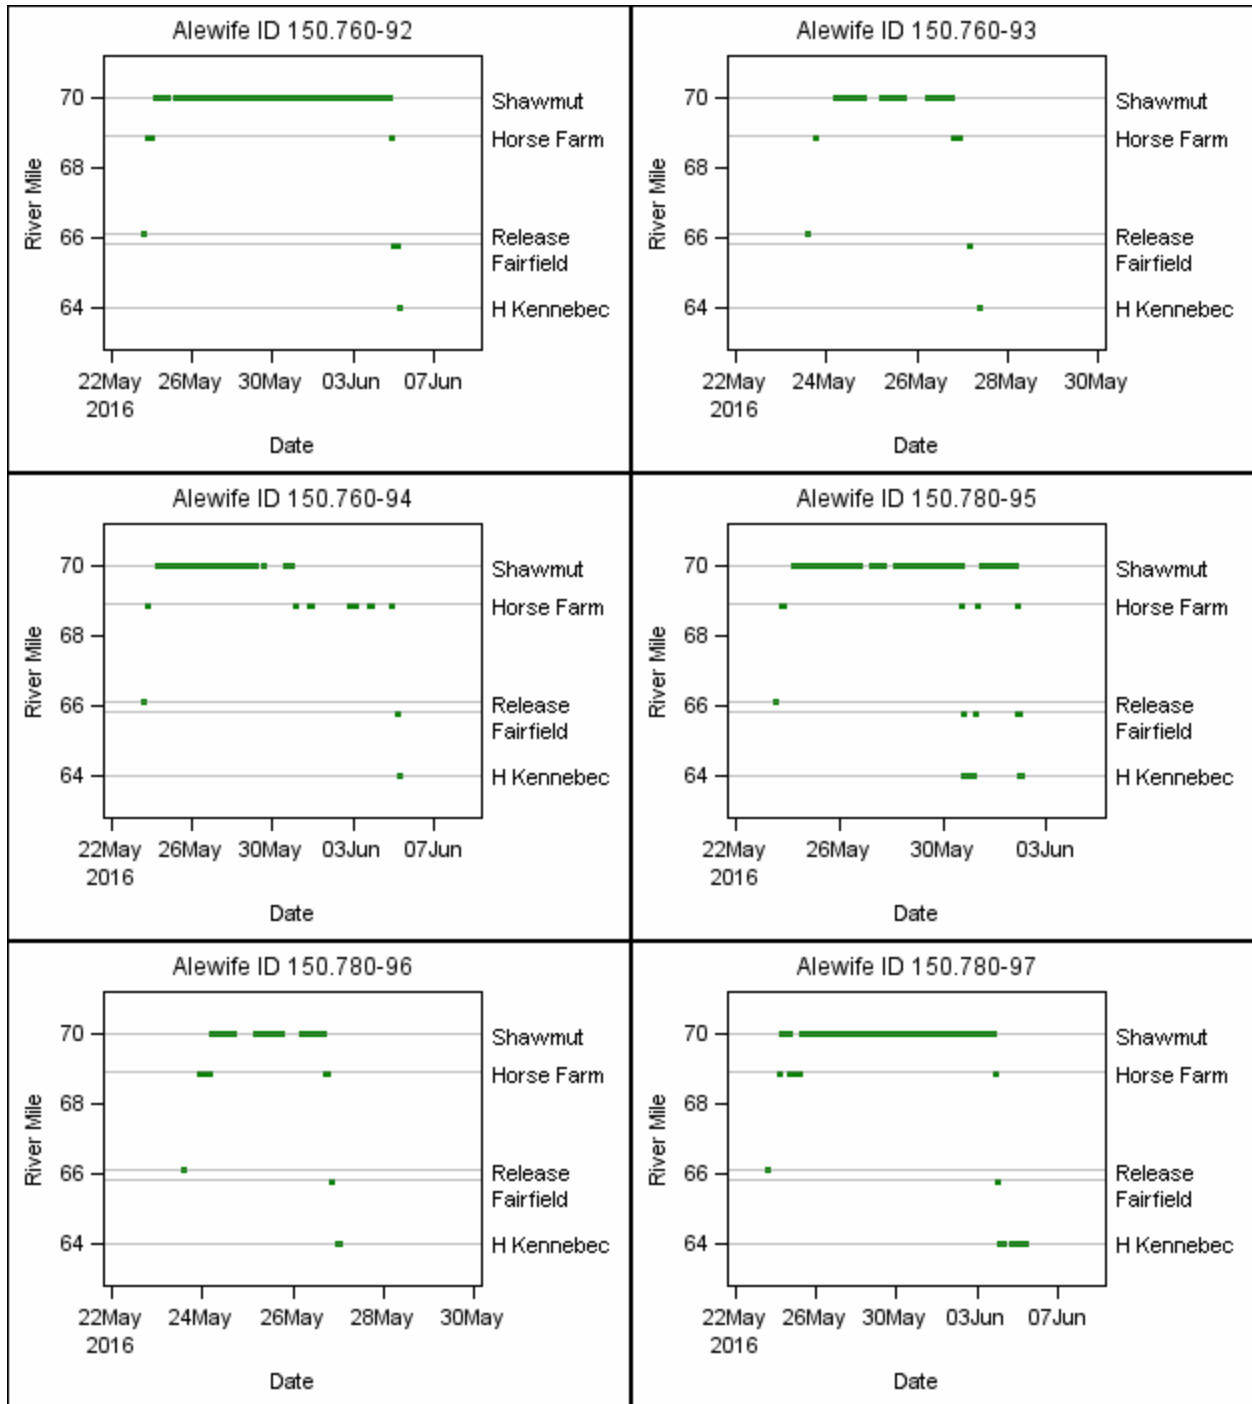 Alewife ID 150.760-92
70
68
66
64
River Mile
Shawmut
Horse Farm
Release
Fairfield
H Kennebec
22May 26May 30May 03Jun 07Jun
2016
Date
Alewife ID 150.760-93
70
68
66
64
River Mile
Shawmut
Horse Farm
Release
Fairfield
H Kennebec
22May 24May 26May 28May 30May
2016
Date
Alewife ID 150.760-94
70
68
66
64
River Mile
Shawmut
Horse Farm
Release
Fairfield
H Kennebec
22May 26May 30May 03Jun 07Jun
2016
Date
Alewife ID 150.780-95
70
68
66
64
River Mile
Shawmut
Horse Farm
Release
Fairfield
H Kennebec
22May 26May 30May 03Jun
2016
Date
Alewife ID 150.780-96
70
68
66
64
River Mile
Shawmut
Horse Farm
Release
Fairfield
H Kennebec
22May 24May 26May 28May 30May
2016
Date
Alewife ID 150.780-97
70
68
66
64
River Mile
Shawmut
Horse Farm
Release
Fairfield
H Kennebec
22May 26May 30May 03Jun 07Jun
2016
Date